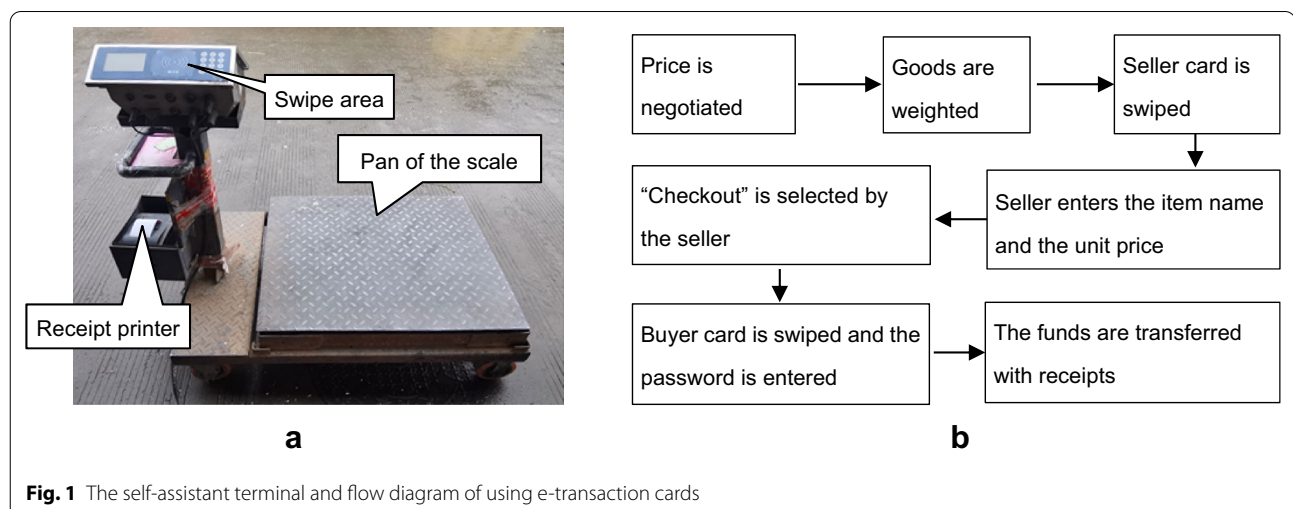 Swipe area
Pan of the scale
Receipt printer
a
Price is
negotiated
Goods are
weighted
Seller card is
swiped
Seller enters the item name
and the unit price
“Checkout” is selected by
the seller
Buyer card is swiped and the
password is entered
The funds are transferred
with receipts
b
Fig. 1 The self-assistant terminal and flow diagram of using e-transaction cards